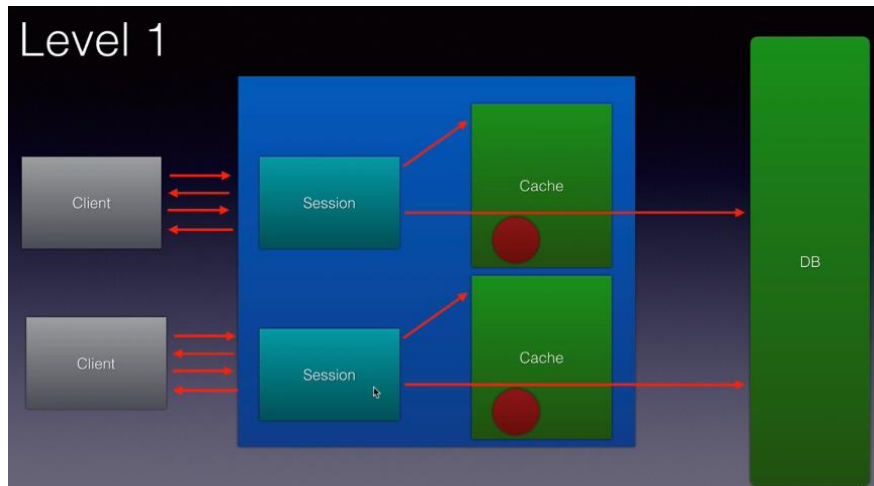 Level 1
Client
Session
Cache
DB
Client
Session
Cache